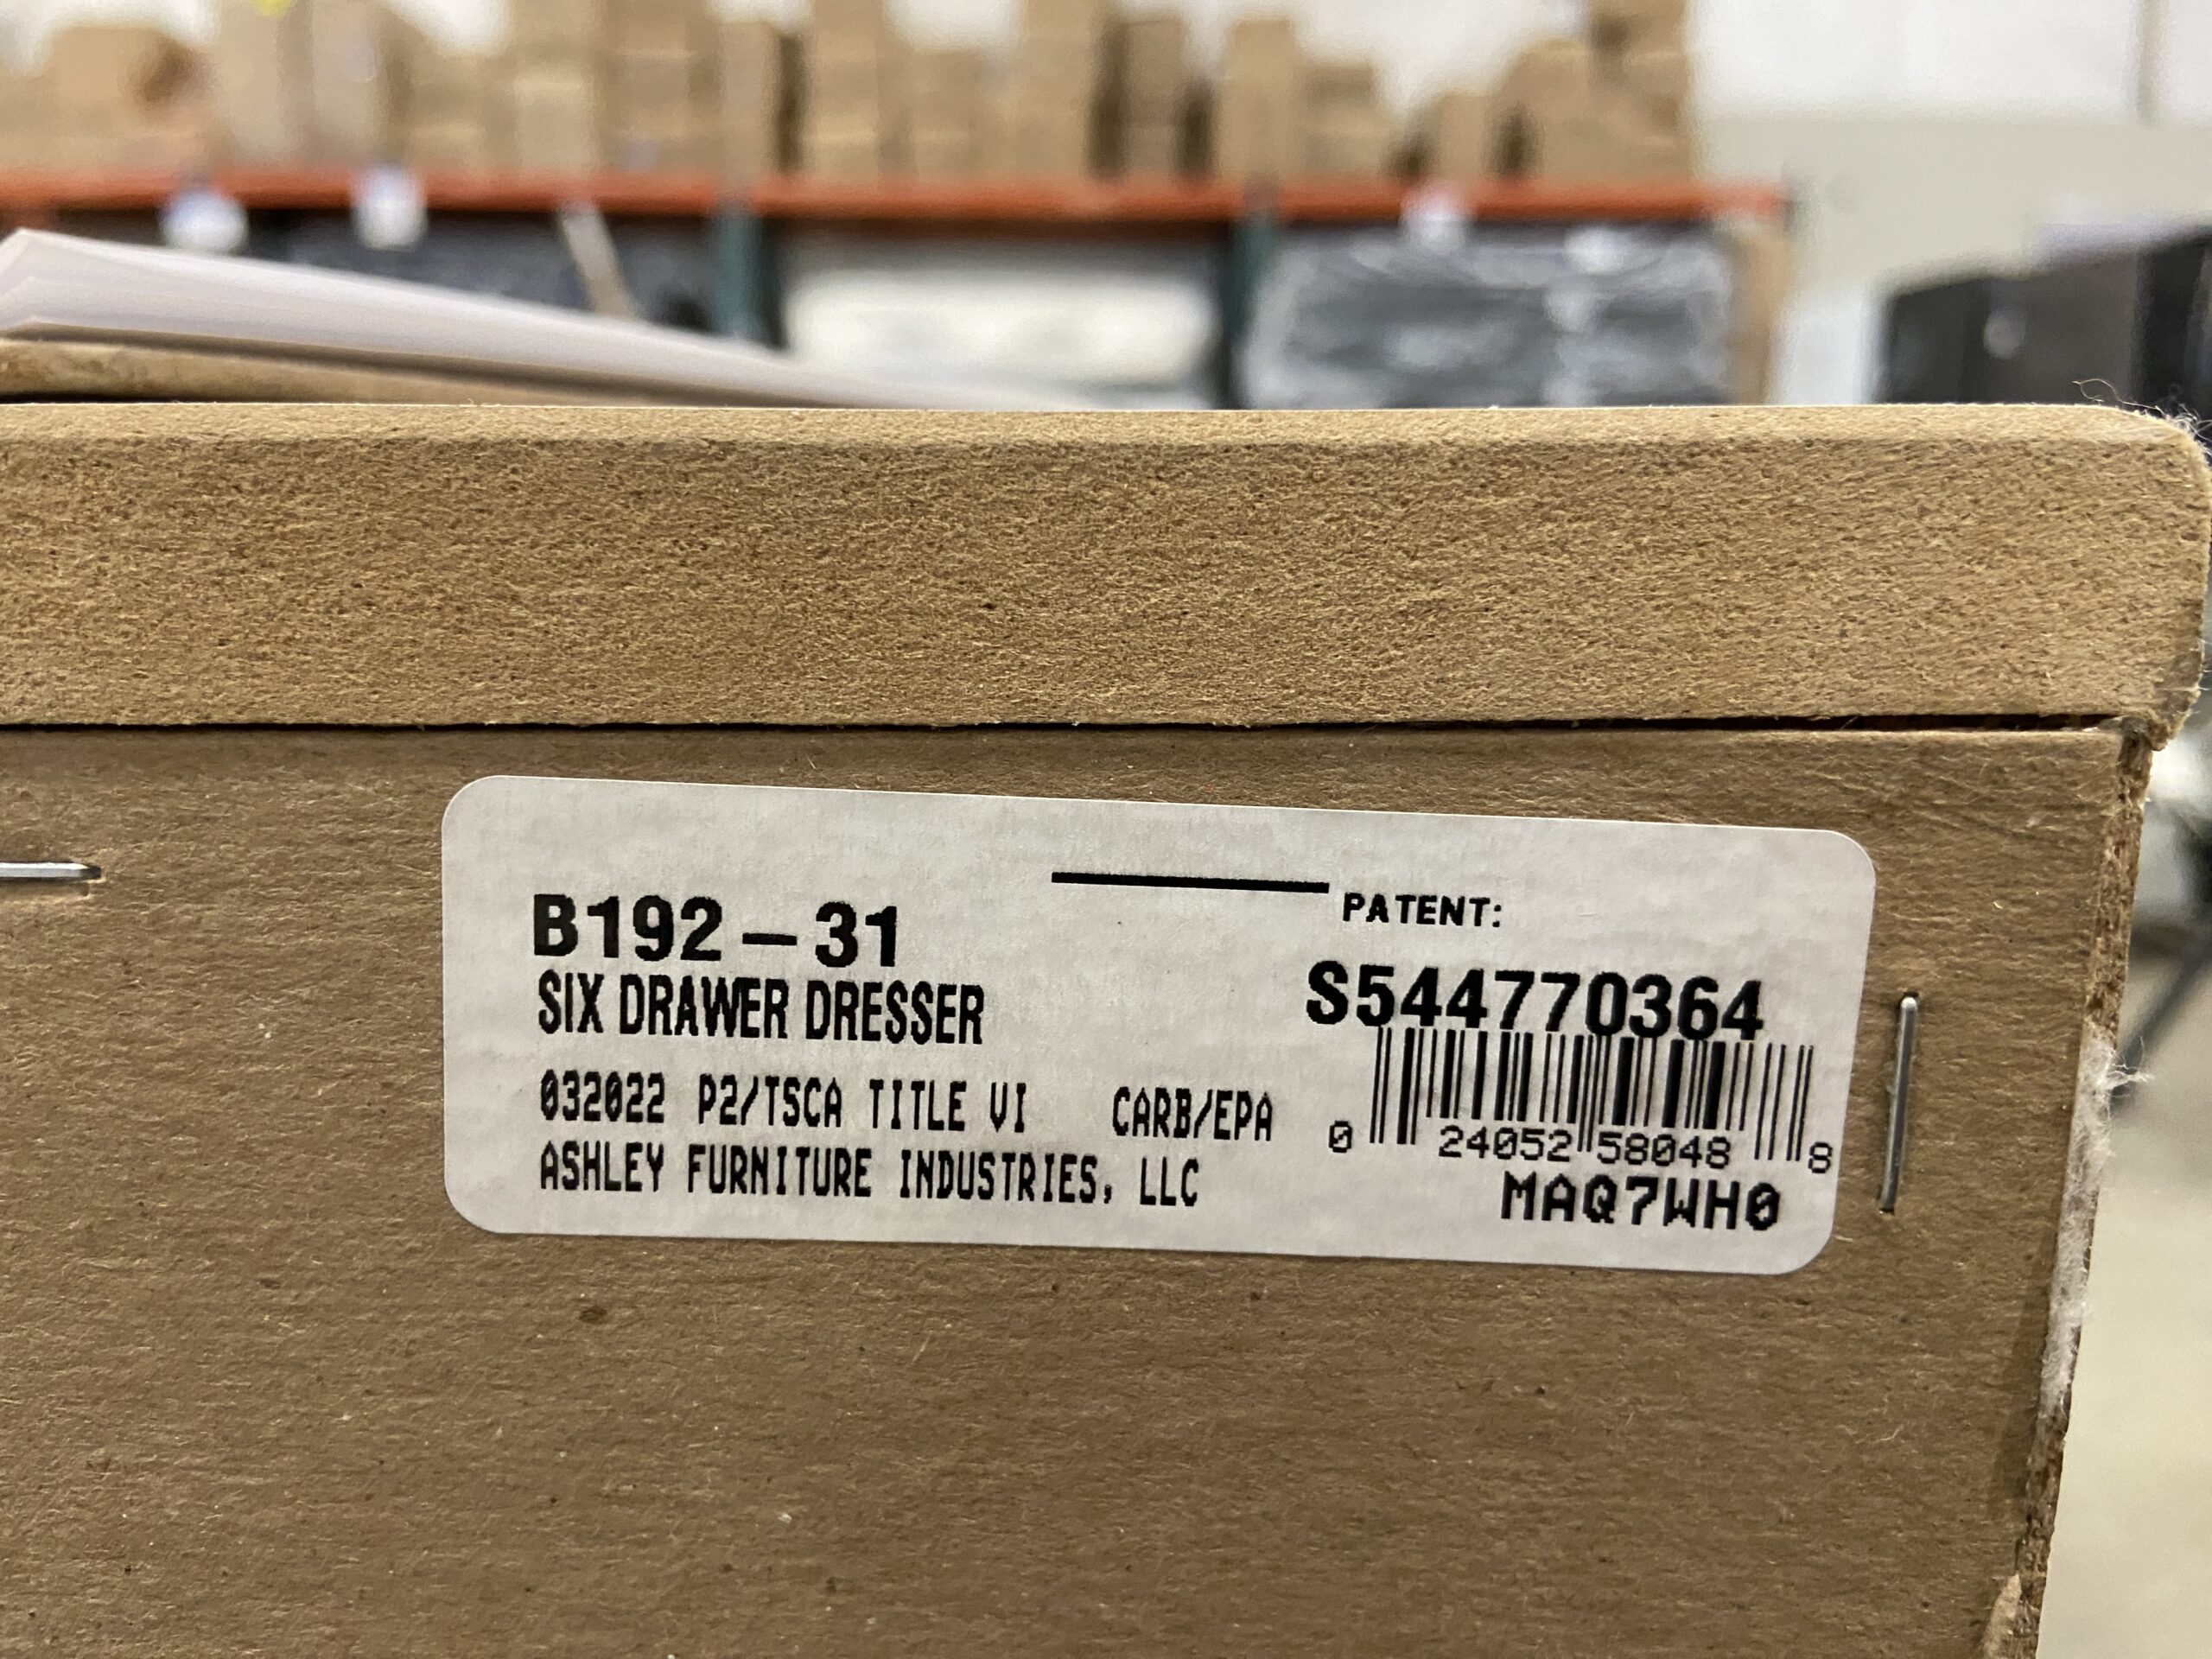 B192 - 31
SIX DRAWER DRESSER
032022 P2/TSCA TITLE VI CARB/EPA
ASHLEY FURNITURE INDUSTRIES, LLC
PATENT:
S544770364
0 24052 58048 8
MAQ7WH0